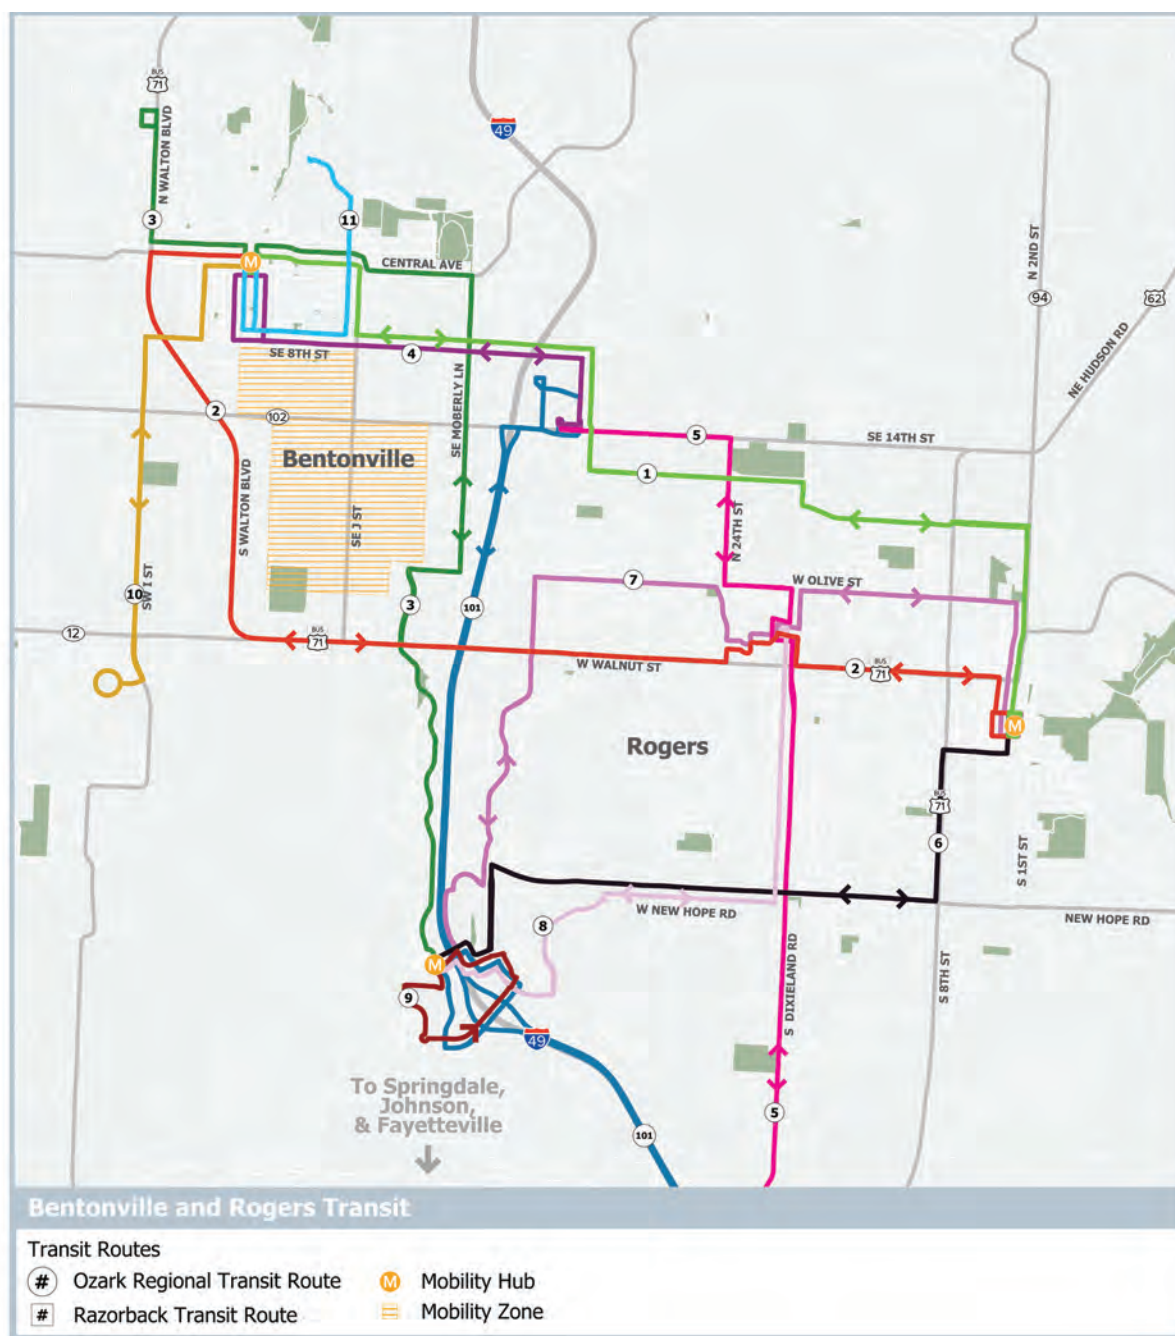 BUS
71
N WALTON BLVD
49
3
11
CENTRAL AVE
M
N 2ND ST
94
62
NE HUDSON RD
SE 8TH ST
4
SE MOBERLY LN
2
102
5
SE 14TH ST
Bentonville
1
S WALTON BLVD
SE J ST
N 24TH ST
10
SW I ST
3
101
7
W OLIVE ST
12
BUS
71
W WALNUT ST
2
BUS
71
M
Rogers
BUS
71
6
S 1ST ST
8
W NEW HOPE RD
NEW HOPE RD
M
9
S DIXIELAND RD
S 8TH ST
49
To Springdale,
Johnson,
& Fayetteville
5
101
Bentonville and Rogers Transit
Transit Routes
# Ozark Regional Transit Route
M Mobility Hub
# Razorback Transit Route
Mobility Zone